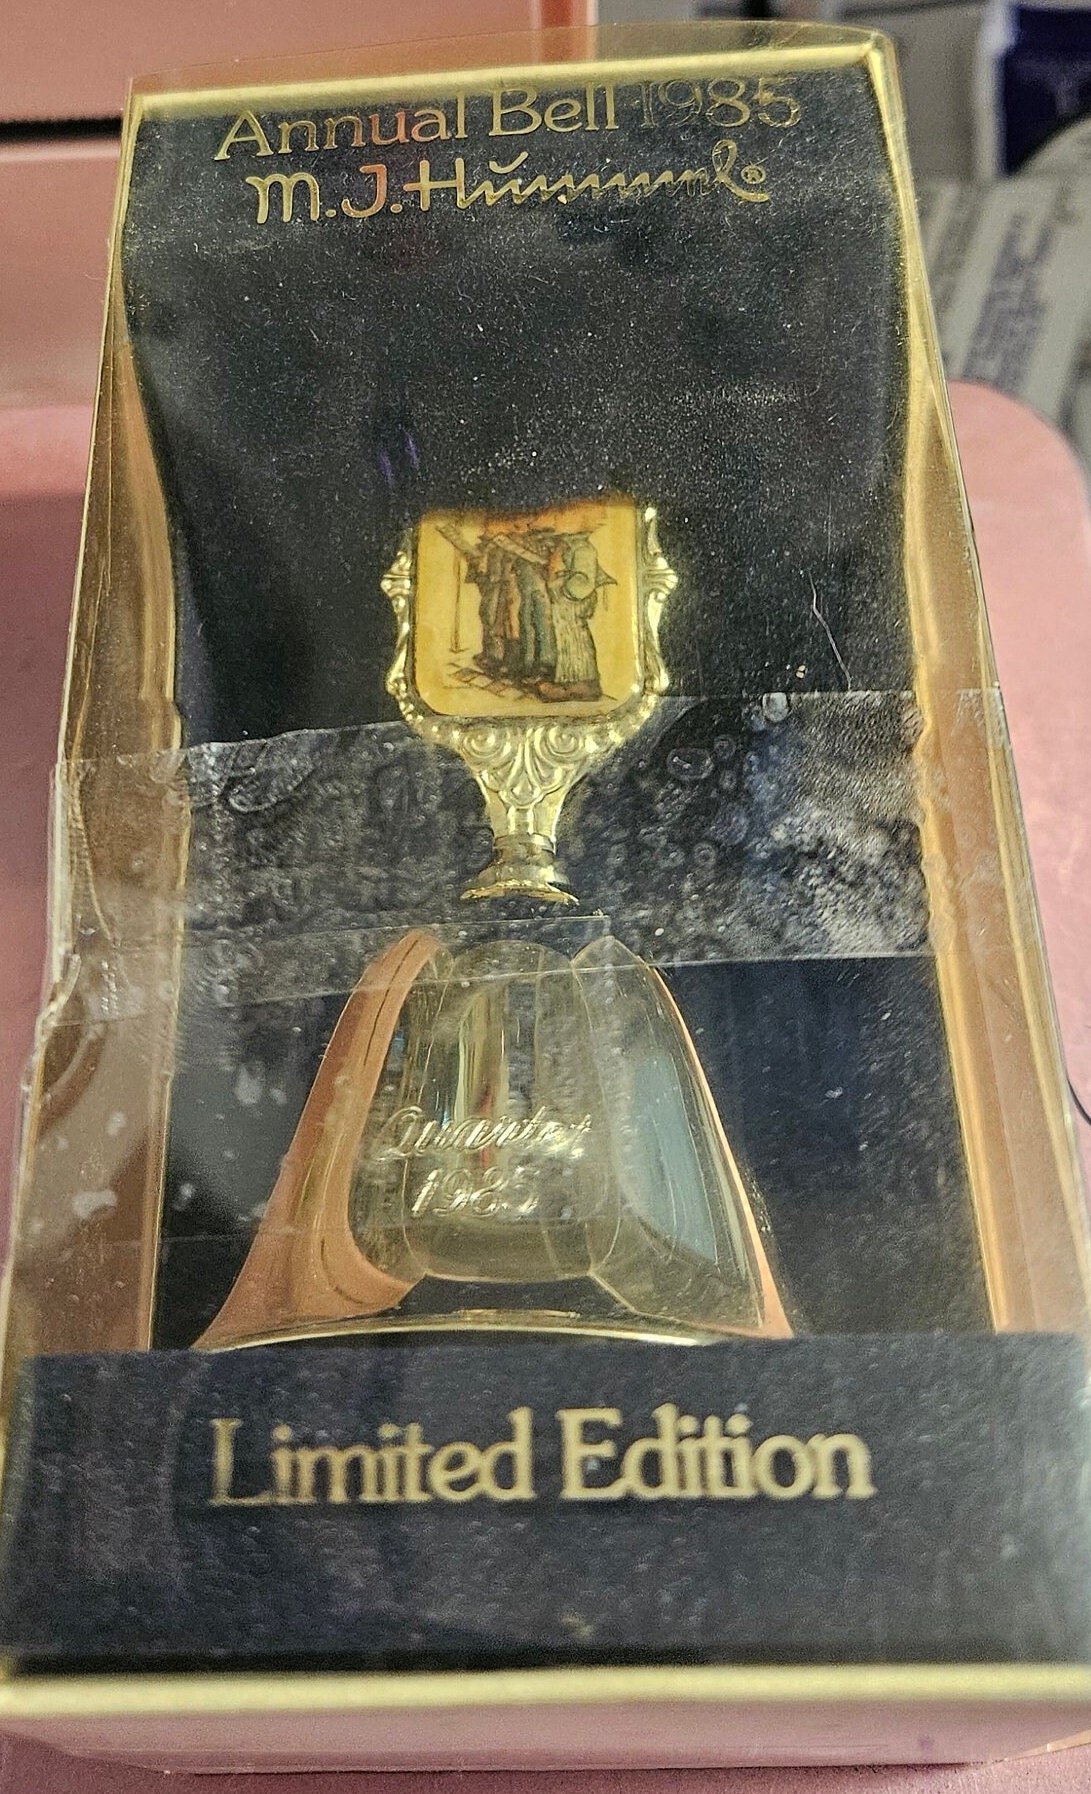 Annual Bell 1985
M.J. Hummel®
Quartet
1985
Limited Edition